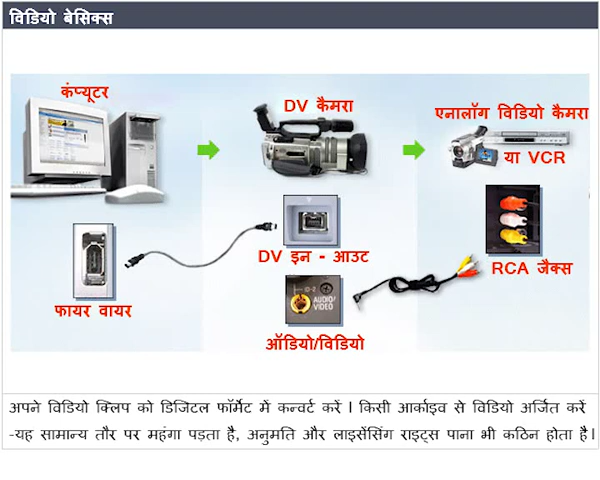 विडियो बेसिक्स
कंप्यूटर
DV कैमरा
एनालॉग विडियो कैमरा
या VCR
DV इन - आउट
RCA जैक्स
फायर वायर
AUDIO/
VIDEO
ऑडियो/विडियो
अपने विडियो क्लिप को डिजिटल फॉर्मेट में कन्वर्ट करें । किसी आर्काइव से विडियो अर्जित करें
-यह सामान्य तौर पर महंगा पड़ता है, अनुमति और लाइसेंसिंग राइट्स पाना भी कठिन होता है।